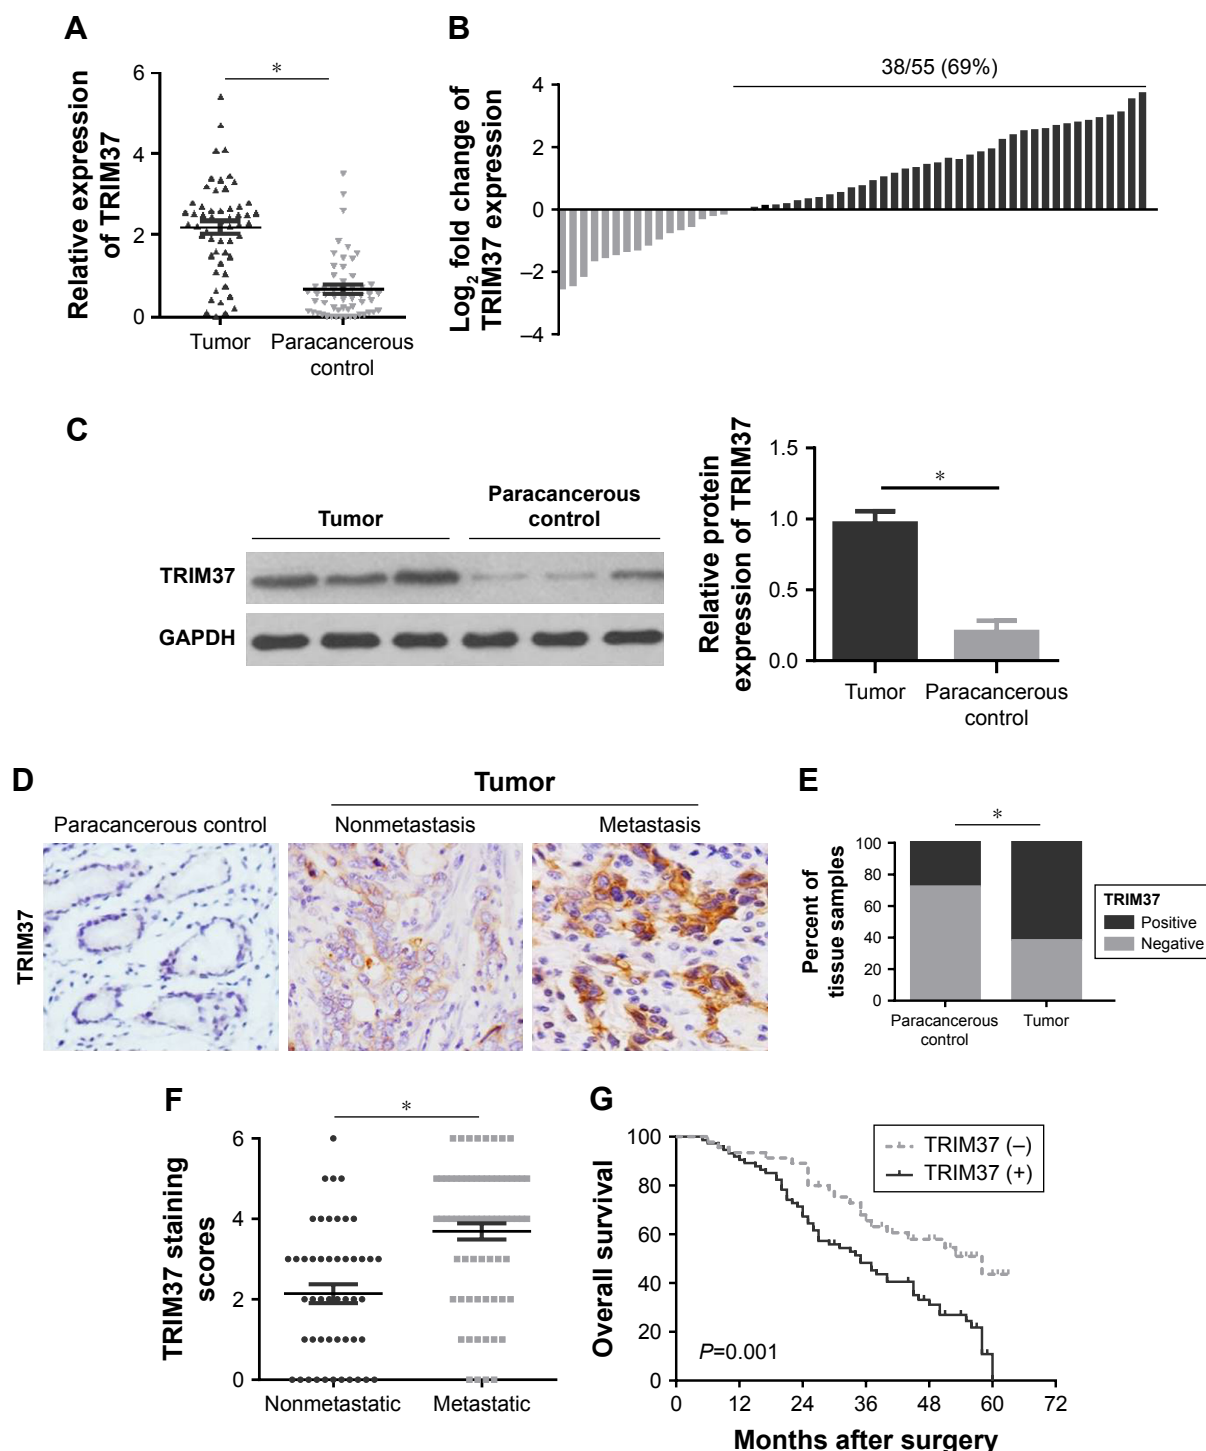 A
Relative expression
of TRIM37
6
4
2
0
*
Tumor
Paracancerous
control
B
Log2 fold change of
TRIM37 expression
4
2
0
–2
–4
38/55 (69%)
C
Tumor
Paracancerous
control
TRIM37
GAPDH
Relative protein
expression of TRIM37
1.5
1.0
0.5
0.0
*
Tumor
Paracancerous
control
D
Tumor
Paracancerous control
Nonmetastasis
Metastasis
TRIM37
E
Percent of
tissue samples
100
80
60
40
20
0
*
Paracancerous
control
Tumor
TRIM37
Positive
Negative
F
TRIM37 staining
scores
6
4
2
0
*
Nonmetastatic
Metastatic
G
Overall survival
100
80
60
40
20
0
TRIM37 (–)
TRIM37 (+)
P=0.001
0
12
24
36
48
60
72
Months after surgery